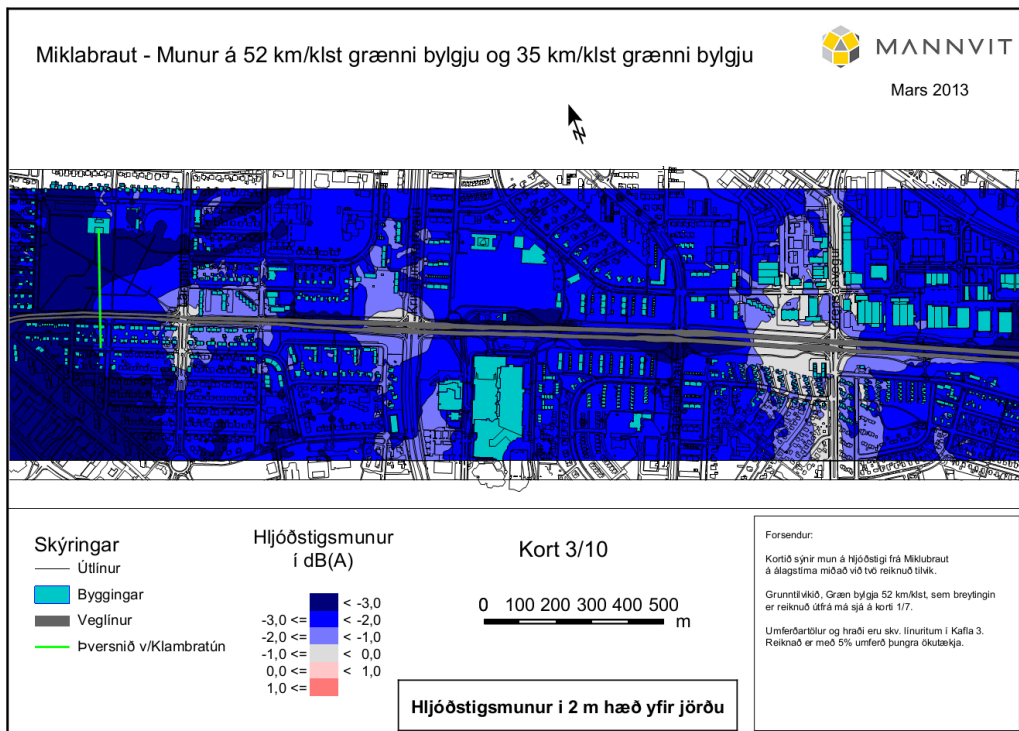 Miklabraut - Munur á 52 km/klst grænni bylgju og 35 km/klst grænni bylgju
MANNVIT
Mars 2013
N
Skýringar
Útlínur
Byggingar
Veglínur
Þversnið v/Klambratún
Hljóðstigsmunur
í dB(A)
< -3,0
-3,0 <= < -2,0
-2,0 <= < -1,0
-1,0 <= < 0,0
0,0 <= < 1,0
1,0 <=
Kort 3/10
0 100 200 300 400 500
m
Hljóðstigsmunur i 2 m hæð yfir jörðu
Forsendur:
Kortið sýnir mun á hljóðstigi frá Miklubraut
á álagstíma miðað við tvö reiknuð tilvik.
Grunntilvikið, Græn bylgja 52 km/klst, sem breytingin
er reiknuð útfrá má sjá á korti 1/7.
Umferðartölur og hraði eru skv. línuritum í Kafla 3.
Reiknað er með 5% umferð þungra ökutækja.